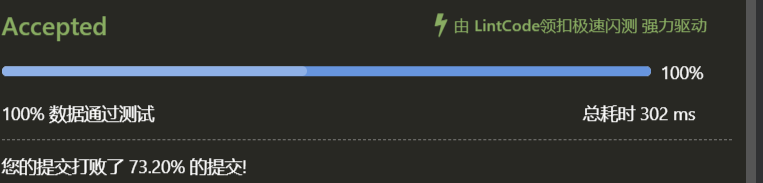 Accepted
由 LintCode领扣极速闪测 强力驱动
100%
100% 数据通过测试
总耗时 302 ms
您的提交打败了 73.20% 的提交!